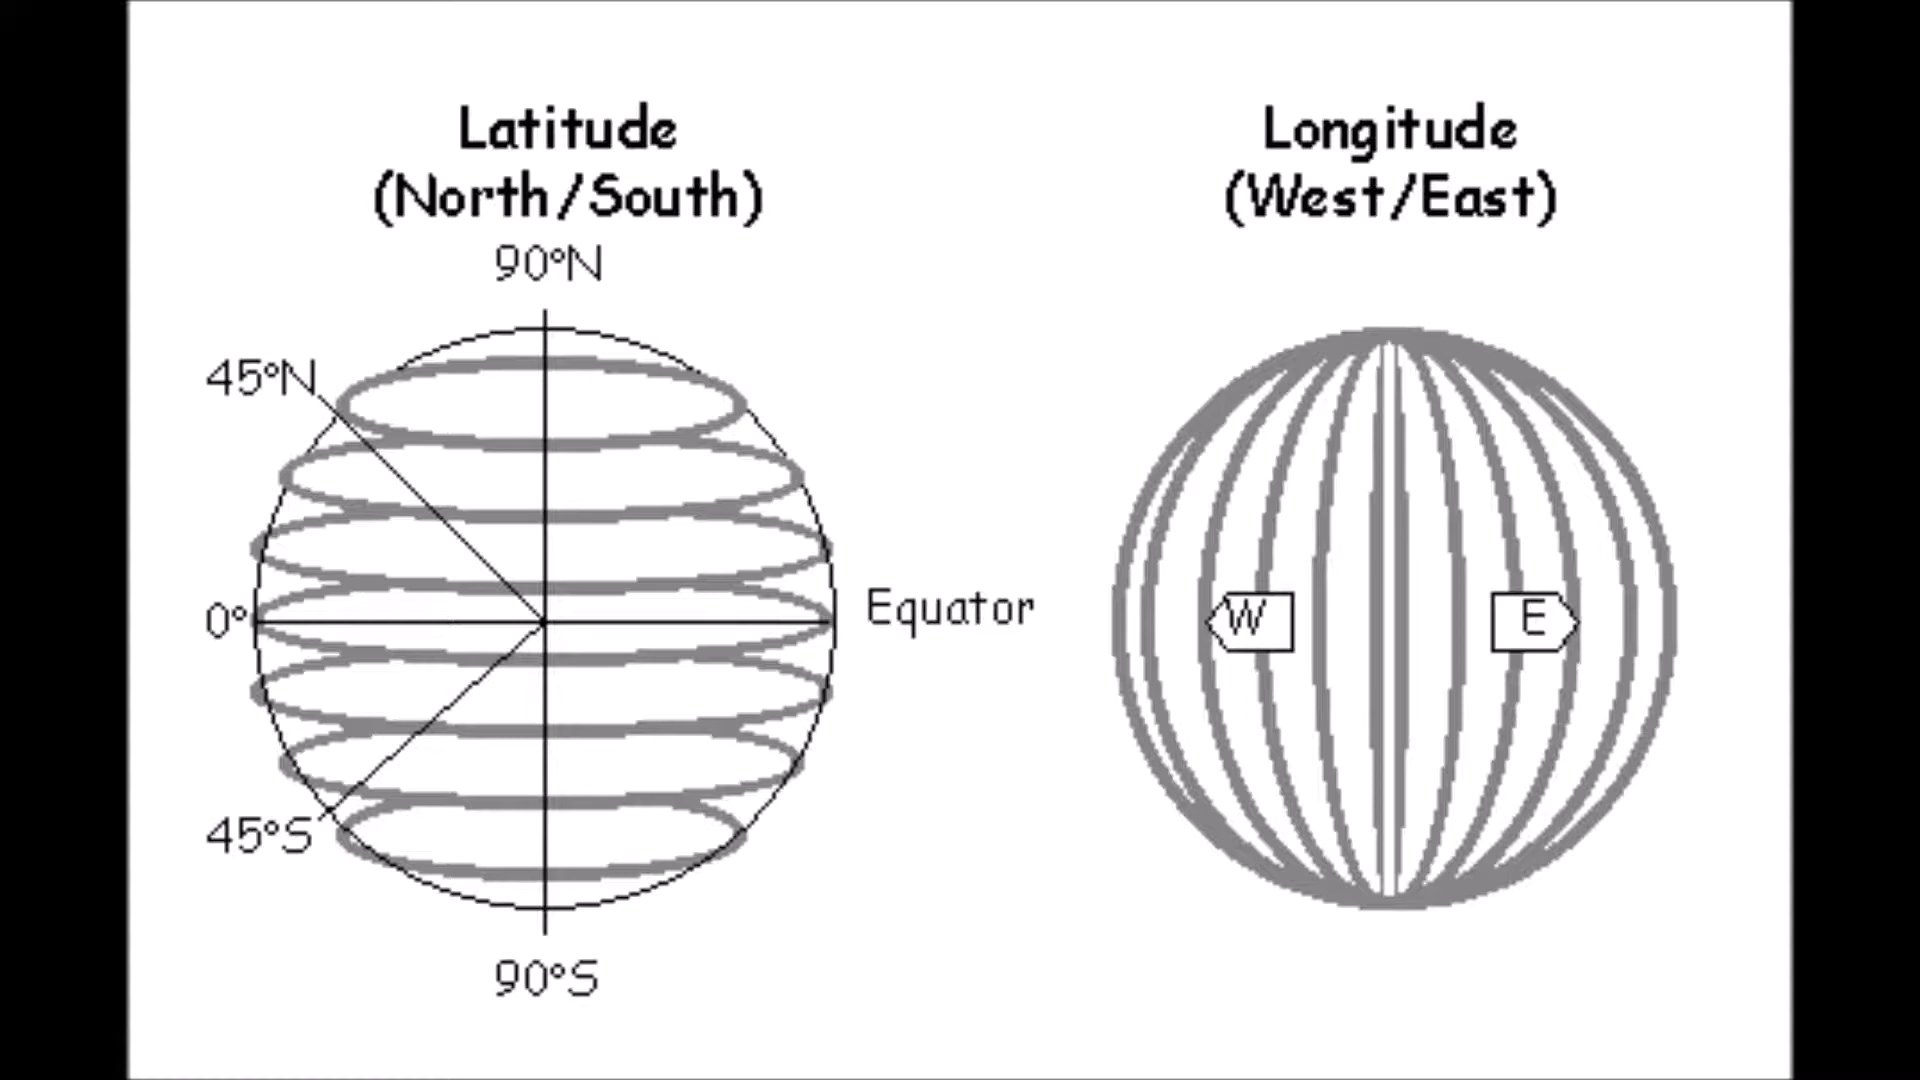 Latitude
(North/South)
90°N
45°N
0°
Equator
45°S
90°S
Longitude
(West/East)
W
E